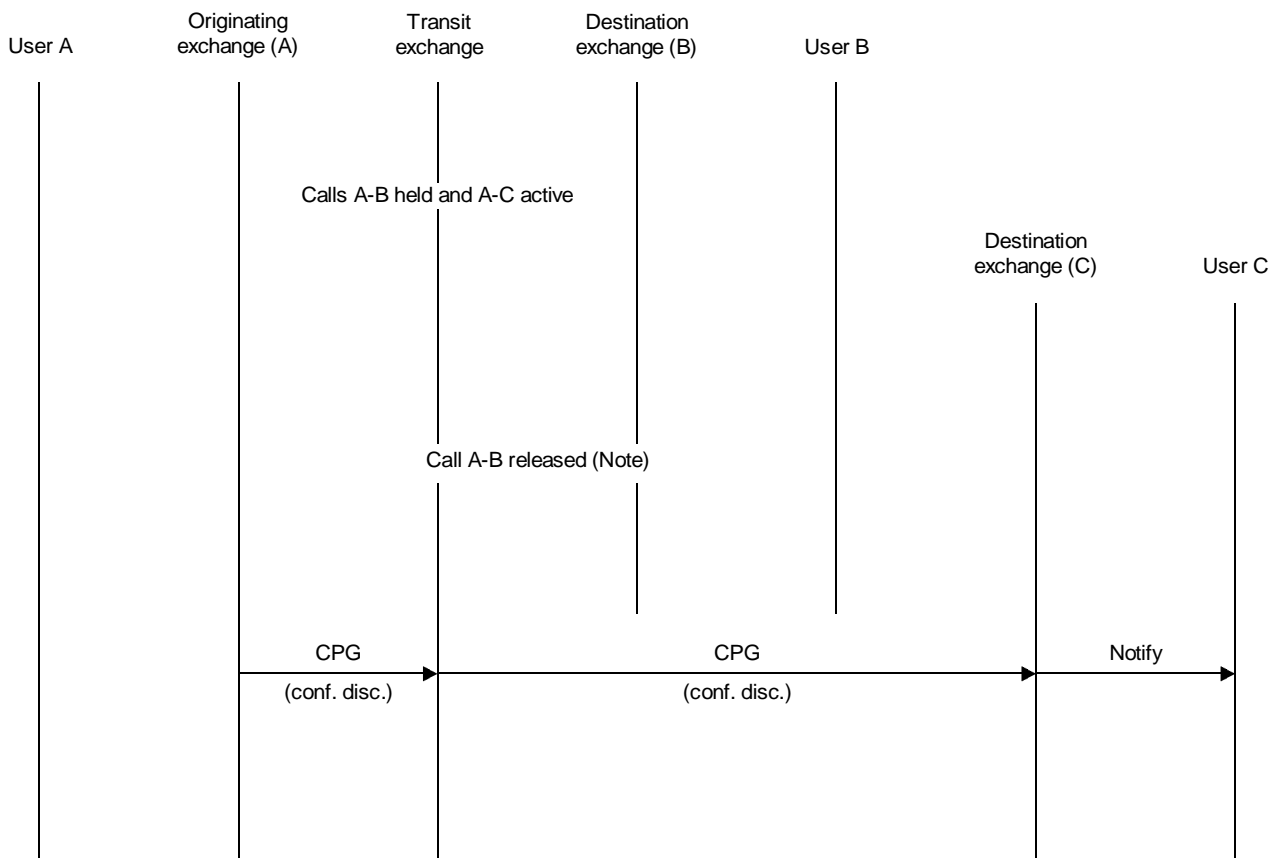 Originating
exchange (A)
Transit
exchange
Destination
exchange (B)
User A
User B
Calls A-B held and A-C active
Destination
exchange (C)
User C
Call A-B released (Note)
CPG
CPG
Notify
(conf. disc.)
(conf. disc.)